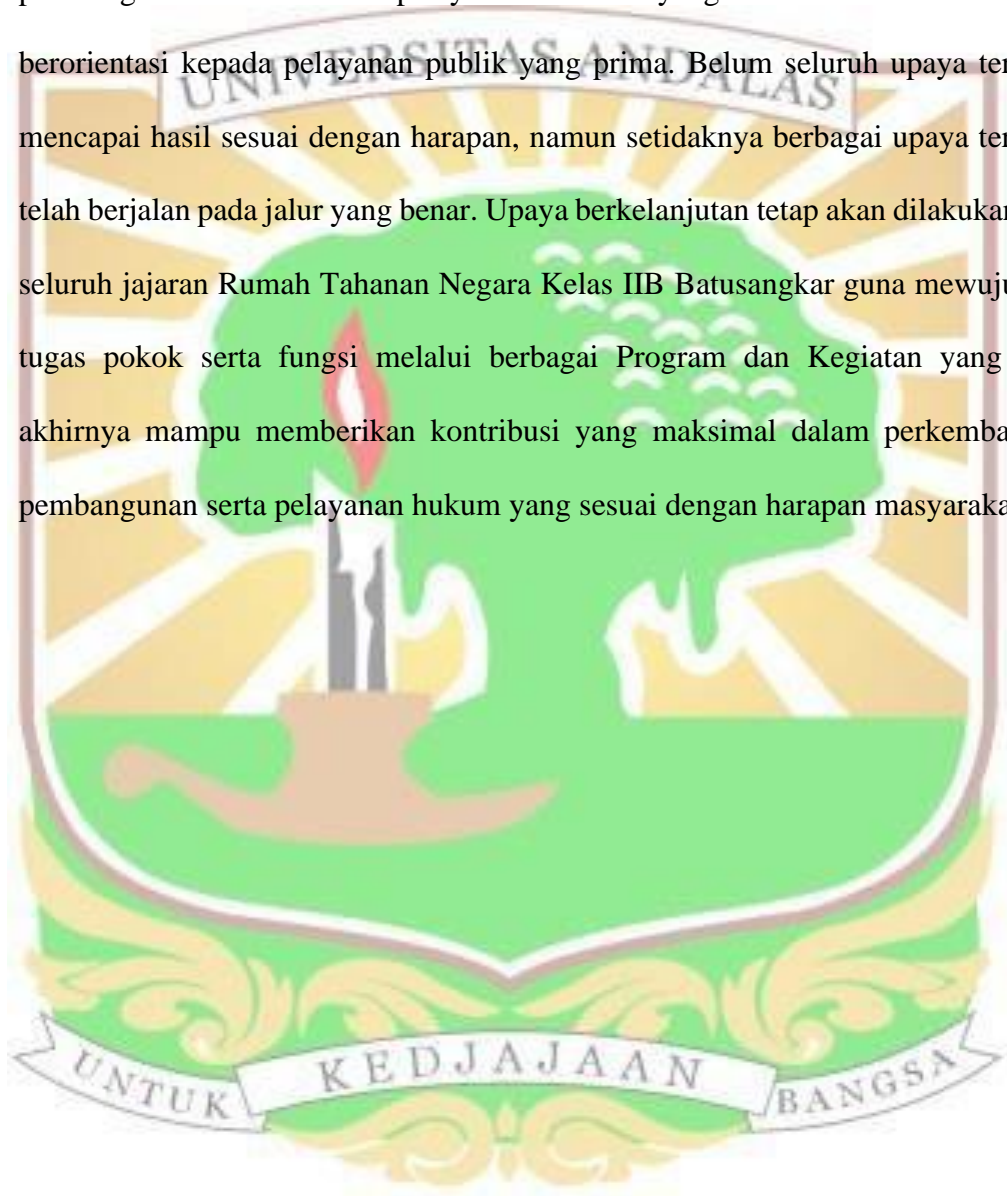 UNIVERSITAS ANDALAS
berorientasi kepada pelayanan publik yang prima. Belum seluruh upaya
mencapai hasil sesuai dengan harapan, namun setidaknya berbagai upaya
telah berjalan pada jalur yang benar. Upaya berkelanjutan tetap akan dilakukan
seluruh jajaran Rumah Tahanan Negara Kelas IIB Batusangkar guna
tugas pokok serta fungsi melalui berbagai Program dan Kegiatan yang
akhirnya mampu memberikan kontribusi yang maksimal dalam
pembangunan serta pelayanan hukum yang sesuai dengan harapan
UNTUK KEDJAJAAN BANGSA